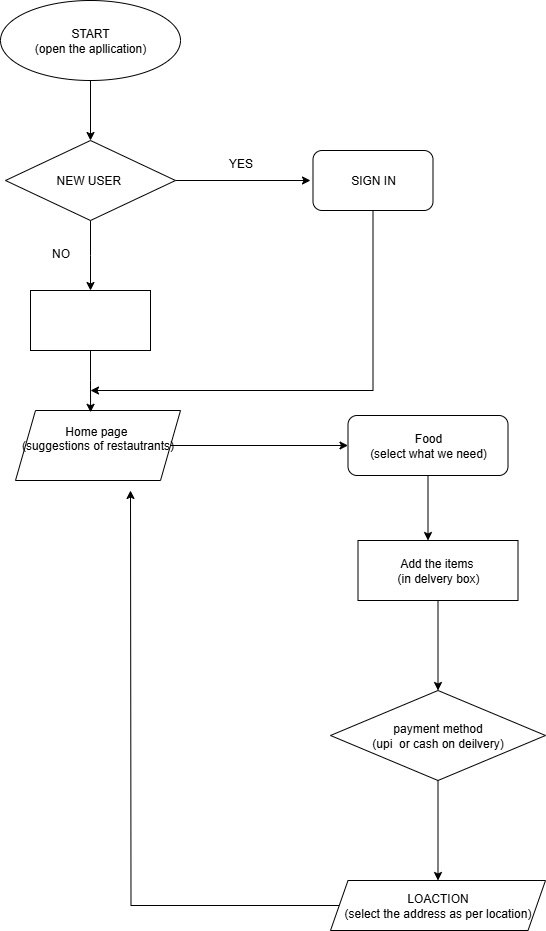 START
(open the apllication)
YES
NEW USER
SIGN IN
NO
Home page
(suggestions of restautrants)
Food
(select what we need)
Add the items
(in delvery box)
payment method
(upi or cash on deilvery)
LOACTION
(select the address as per location)